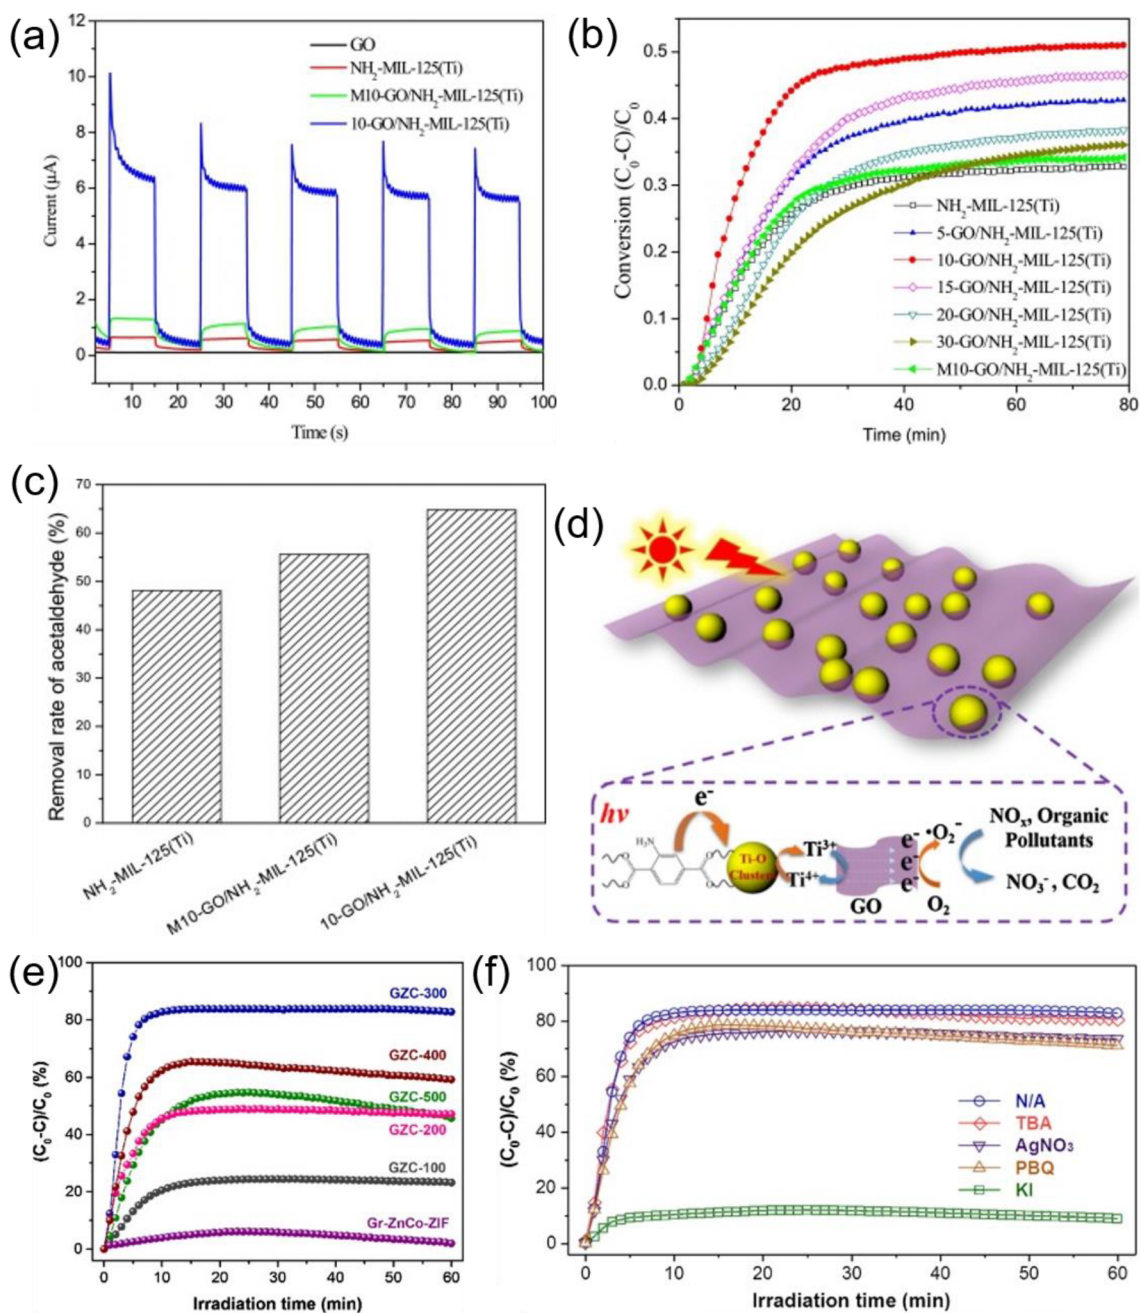 (a)
GO
NH₂-MIL-125(Ti)
M10-GO/NH₂-MIL-125(Ti)
10-GO/NH₂-MIL-125(Ti)
Current (μA)
12
10
8
6
4
2
0
10 20 30 40 50 60 70 80 90 100
Time (s)
(b)
Conversion (C₀-C)/C₀
0.5
0.4
0.3
0.2
0.1
0.0
NH₂-MIL-125(Ti)
5-GO/NH₂-MIL-125(Ti)
10-GO/NH₂-MIL-125(Ti)
15-GO/NH₂-MIL-125(Ti)
20-GO/NH₂-MIL-125(Ti)
30-GO/NH₂-MIL-125(Ti)
M10-GO/NH₂-MIL-125(Ti)
0 20 40 60 80
Time (min)
(c)
Removal rate of acetaldehyde (%)
70
60
50
40
30
20
10
0
NH₂-MIL-125(Ti)
M10-GO/NH₂-MIL-125(Ti)
10-GO/NH₂-MIL-125(Ti)
(d)
hν
e⁻
H₂N
O
O
O
O
Ti-O
Cluster
Ti³⁺
Ti⁴⁺
GO
e⁻
e⁻
e⁻
·O₂⁻
O₂
NOₓ, Organic
Pollutants
NO₃⁻, CO₂
(e)
(C₀-C)/C₀ (%)
100
80
60
40
20
0
GZC-300
GZC-400
GZC-500
GZC-200
GZC-100
Gr-ZnCo-ZIF
0 10 20 30 40 50 60
Irradiation time (min)
(f)
(C₀-C)/C₀ (%)
100
80
60
40
20
0
N/A
TBA
AgNO₃
PBQ
KI
0 10 20 30 40 50 60
Irradiation time (min)